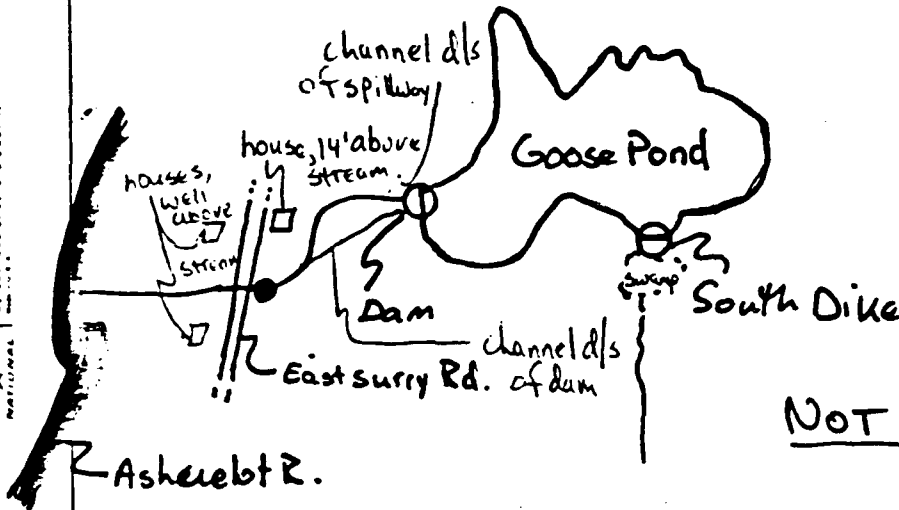 channel d/s
of spillway
house, 14' above
stream.
Goose Pond
houses,
well
above
stream
Dam
swamp
South Dike
channel d/s
of dam
East Surry Rd.
NOT
Ashuelot R.
NATIONAL